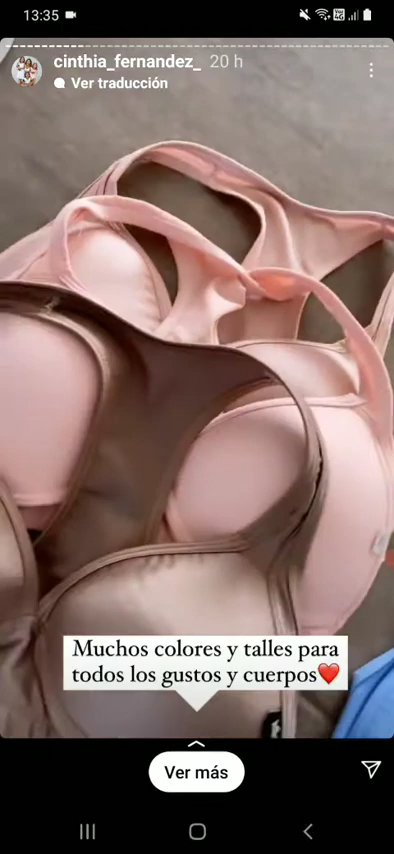 13:35
cinthia_fernandez_ 20 h
Ver traducción
Muchos colores y talles para
todos los gustos y cuerpos❤️
Ver más